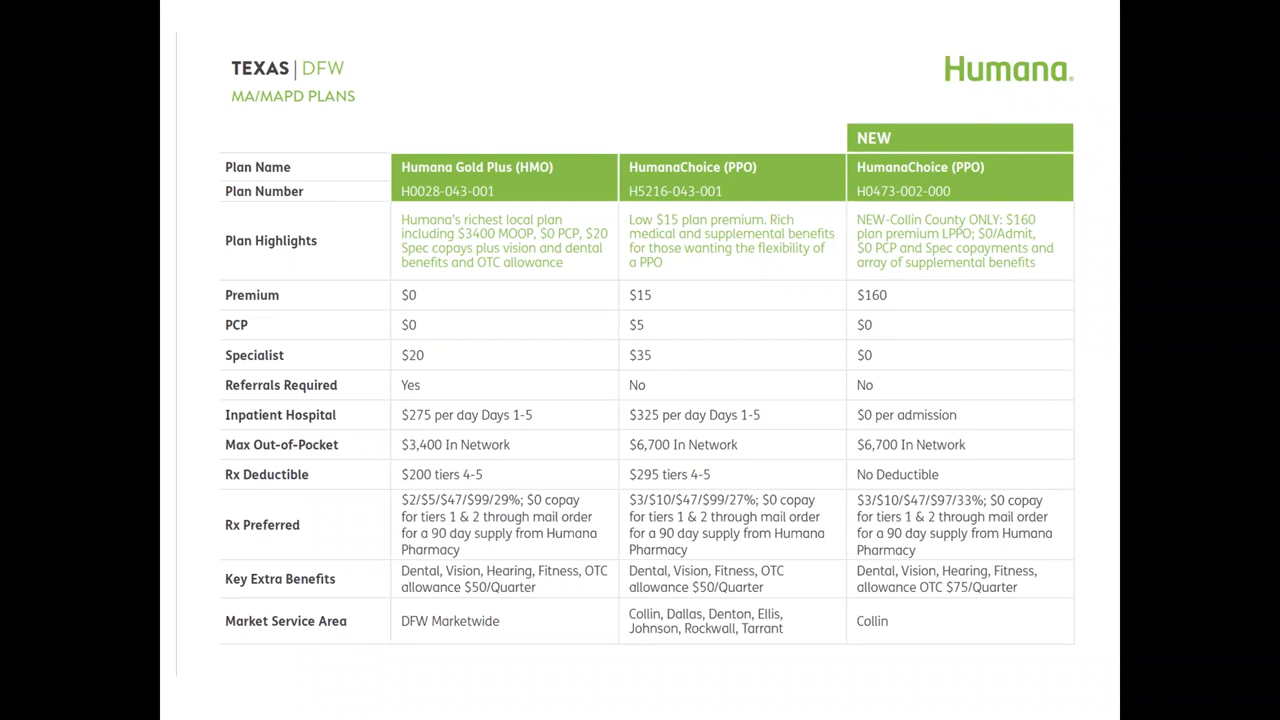 TEXAS | DFW
MA/MAPD PLANS
Humana.
NEW
Plan Name
Humana Gold Plus (HMO)
HumanaChoice (PPO)
HumanaChoice (PPO)
Plan Number
H0028-043-001
H5216-043-001
H0473-002-000
Plan Highlights
Humana's richest local plan
including $3400 MOOP, $0 PCP, $20
Spec copays plus vision and dental
benefits and OTC allowance
Low $15 plan premium. Rich
medical and supplemental benefits
for those wanting the flexibility of
a PPO
NEW-Collin County ONLY: $160
plan premium LPPO; $0/Admit,
$0 PCP and Spec copayments and
array of supplemental benefits
Premium
$0
$15
$160
PCP
$0
$5
$0
Specialist
$20
$35
$0
Referrals Required
Yes
No
No
Inpatient Hospital
$275 per day Days 1-5
$325 per day Days 1-5
$0 per admission
Max Out-of-Pocket
$3,400 In Network
$6,700 In Network
$6,700 In Network
Rx Deductible
$200 tiers 4-5
$295 tiers 4-5
No Deductible
Rx Preferred
$2/$5/$47/$99/29%; $0 copay
for tiers 1 & 2 through mail order
for a 90 day supply from Humana
Pharmacy
$3/$10/$47/$99/27%; $0 copay
for tiers 1 & 2 through mail order
for a 90 day supply from Humana
Pharmacy
$3/$10/$47/$97/33%; $0 copay
for tiers 1 & 2 through mail order
for a 90 day supply from Humana
Pharmacy
Key Extra Benefits
Dental, Vision, Hearing, Fitness, OTC
allowance $50/Quarter
Dental, Vision, Fitness, OTC
allowance $50/Quarter
Dental, Vision, Hearing, Fitness,
allowance OTC $75/Quarter
Market Service Area
DFW Marketwide
Collin, Dallas, Denton, Ellis,
Johnson, Rockwall, Tarrant
Collin